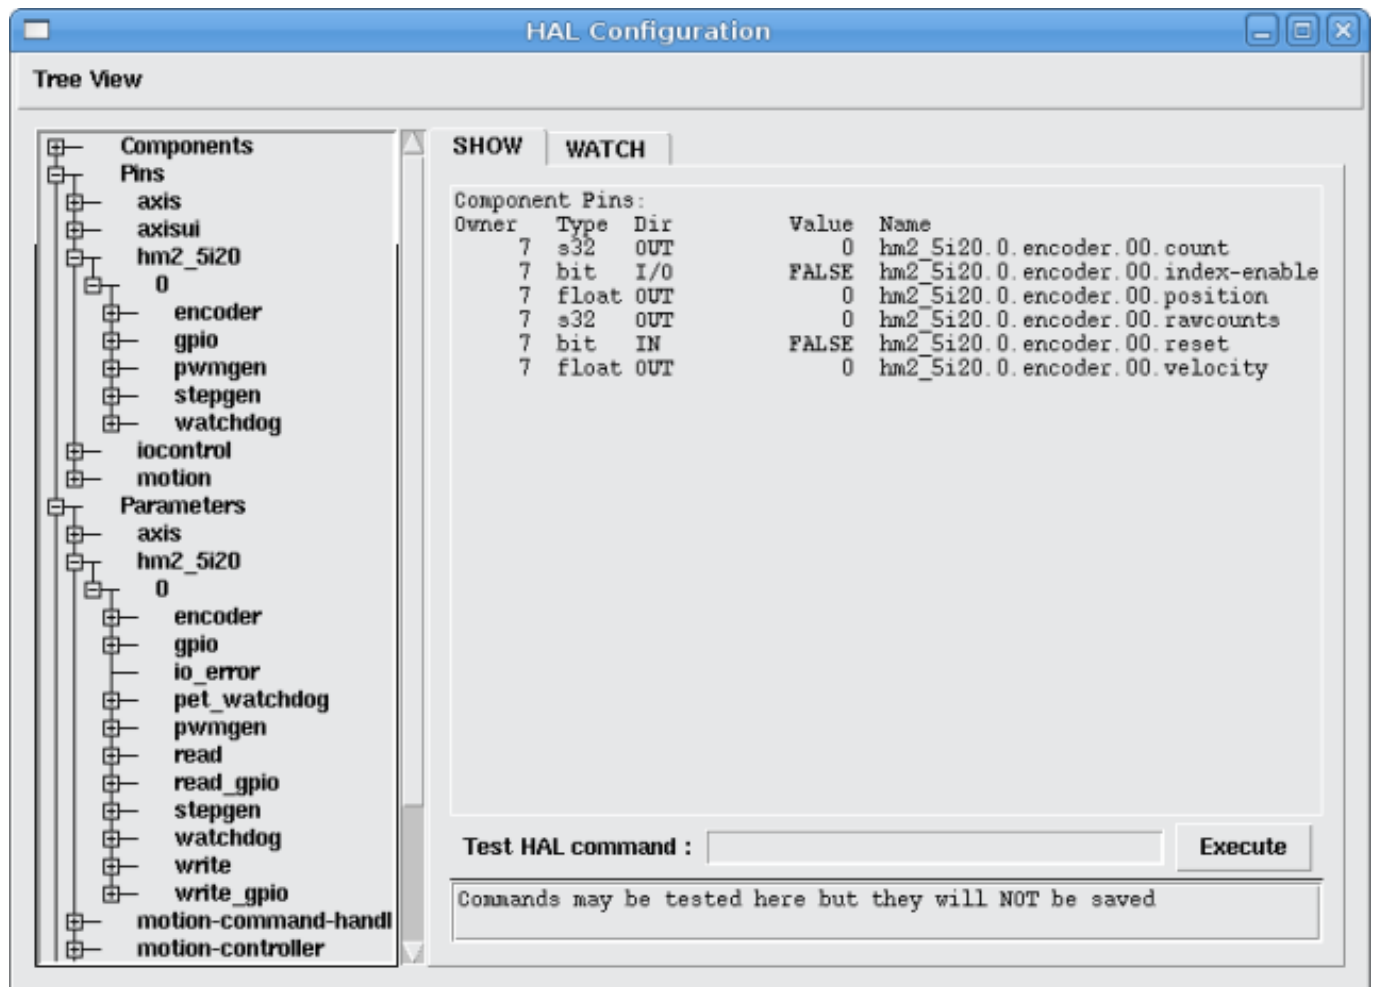 HAL Configuration
Tree View
Components
Pins
axis
axisui
hm2_5i20
0
encoder
gpio
pwmgen
stepgen
watchdog
iocontrol
motion
Parameters
axis
hm2_5i20
0
encoder
gpio
io_error
pet_watchdog
pwmgen
read
read_gpio
stepgen
watchdog
write
write_gpio
motion-command-handl
motion-controller
SHOW WATCH
Component Pins:
Owner Type Dir Value Name
7 s32 OUT 0 hm2_5i20.0.encoder.00.count
7 bit I/O FALSE hm2_5i20.0.encoder.00.index-enable
7 float OUT 0 hm2_5i20.0.encoder.00.position
7 s32 OUT 0 hm2_5i20.0.encoder.00.rawcounts
7 bit IN FALSE hm2_5i20.0.encoder.00.reset
7 float OUT 0 hm2_5i20.0.encoder.00.velocity
Test HAL command : Execute
Commands may be tested here but they will NOT be saved